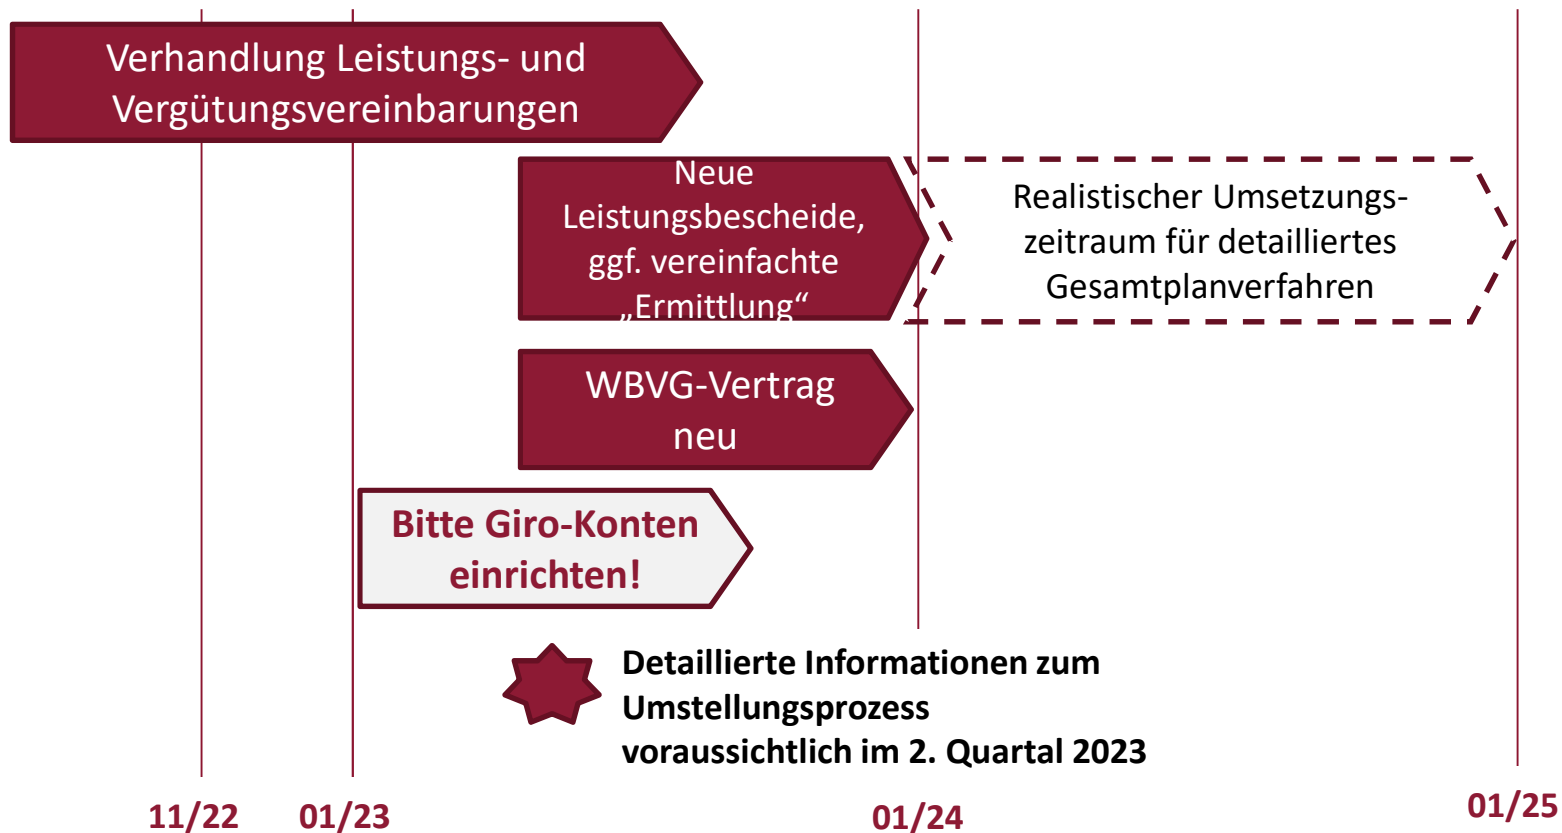 Verhandlung Leistungs- und
Vergütungsvereinbarungen
Neue
Leistungsbescheide,
ggf. vereinfachte
„Ermittlung“
Realistischer Umsetzungs-
zeitraum für detailliertes
Gesamtplanverfahren
WBVG-Vertrag
neu
Bitte Giro-Konten
einrichten!
Detaillierte Informationen zum
Umstellungsprozess
voraussichtlich im 2. Quartal 2023
11/22
01/23
01/24
01/25